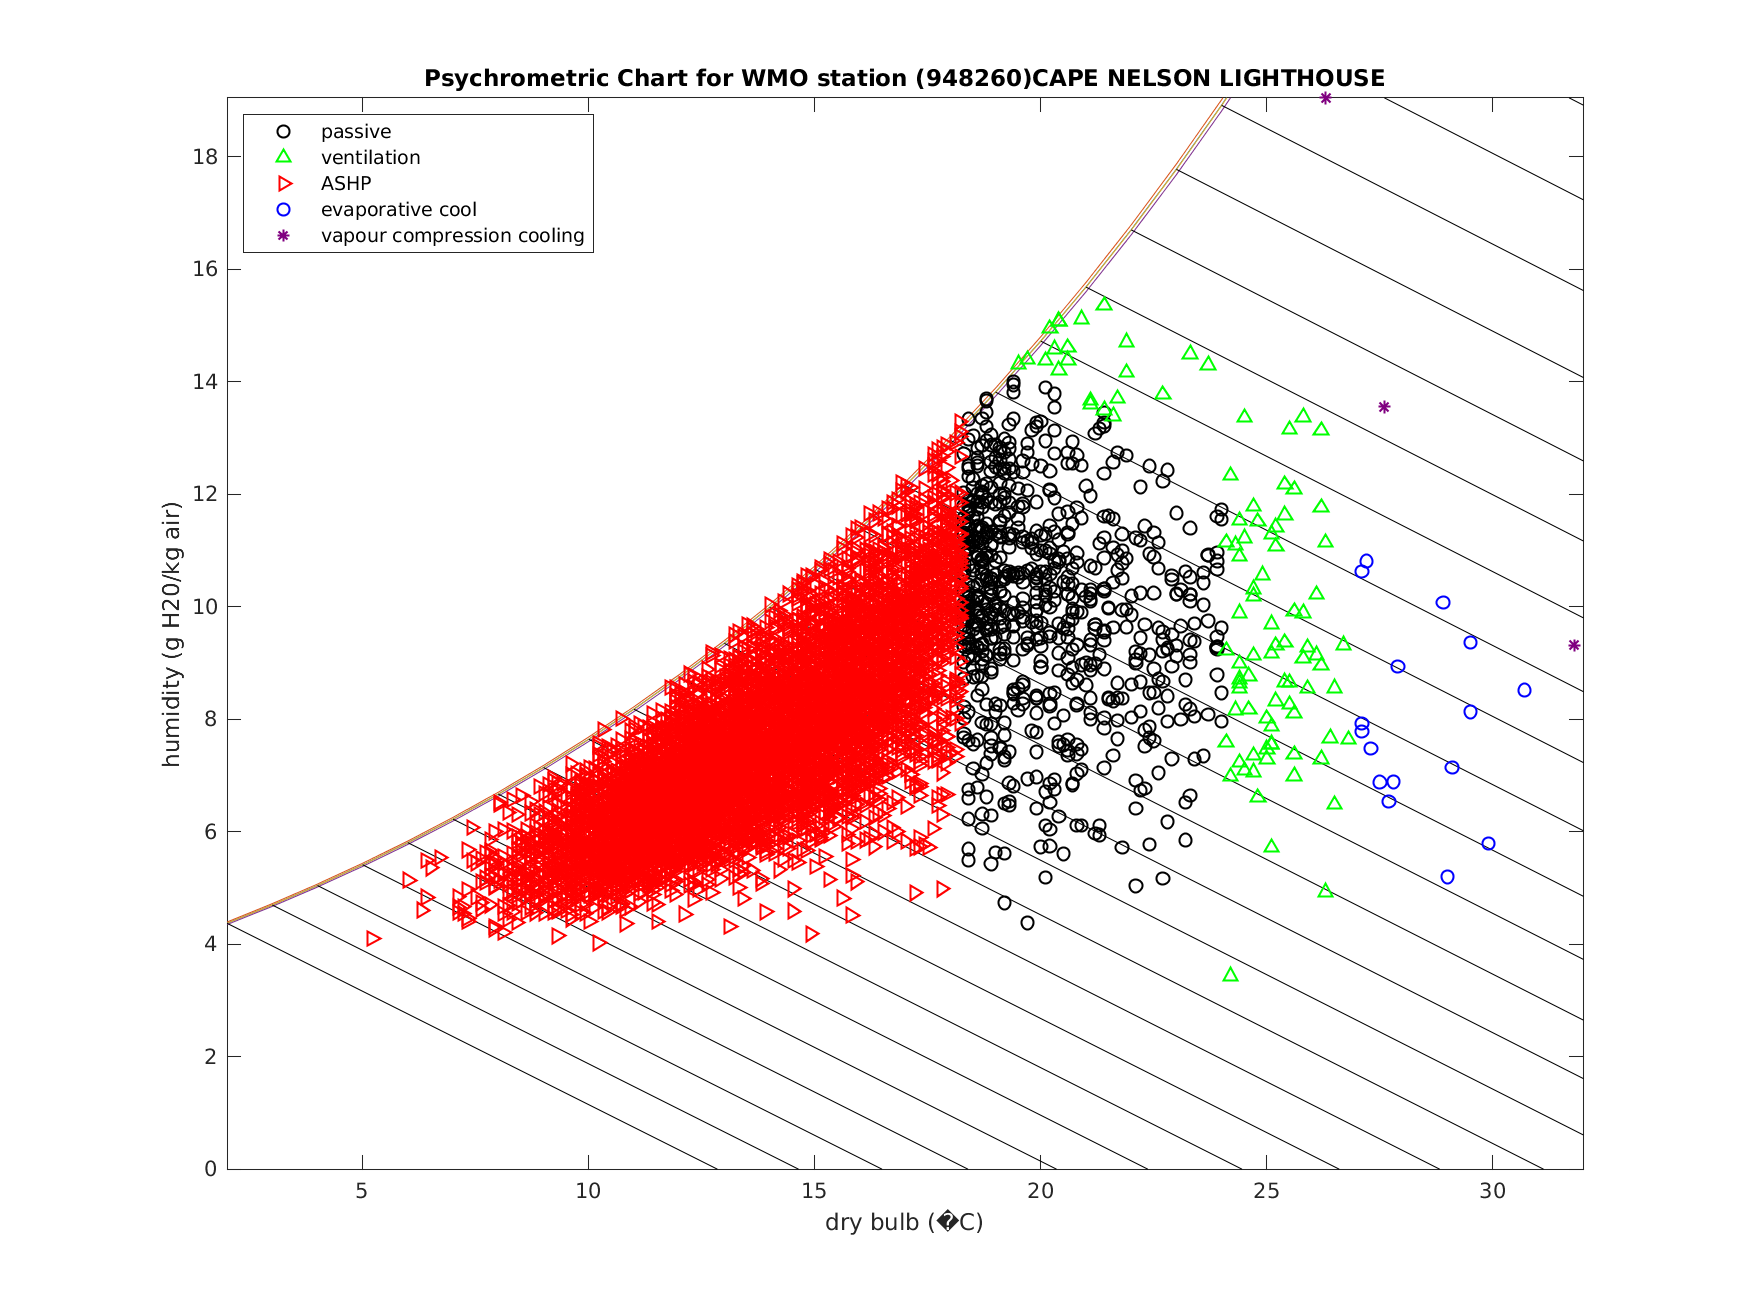 Psychrometric Chart for WMO station (948260)CAPE NELSON LIGHTHOUSE
passive
ventilation
ASHP
evaporative cool
vapour compression cooling
18
16
14
12
10
8
6
4
2
0
humidity (g H20/kg air)
5
10
15
20
25
30
dry bulb (�C)